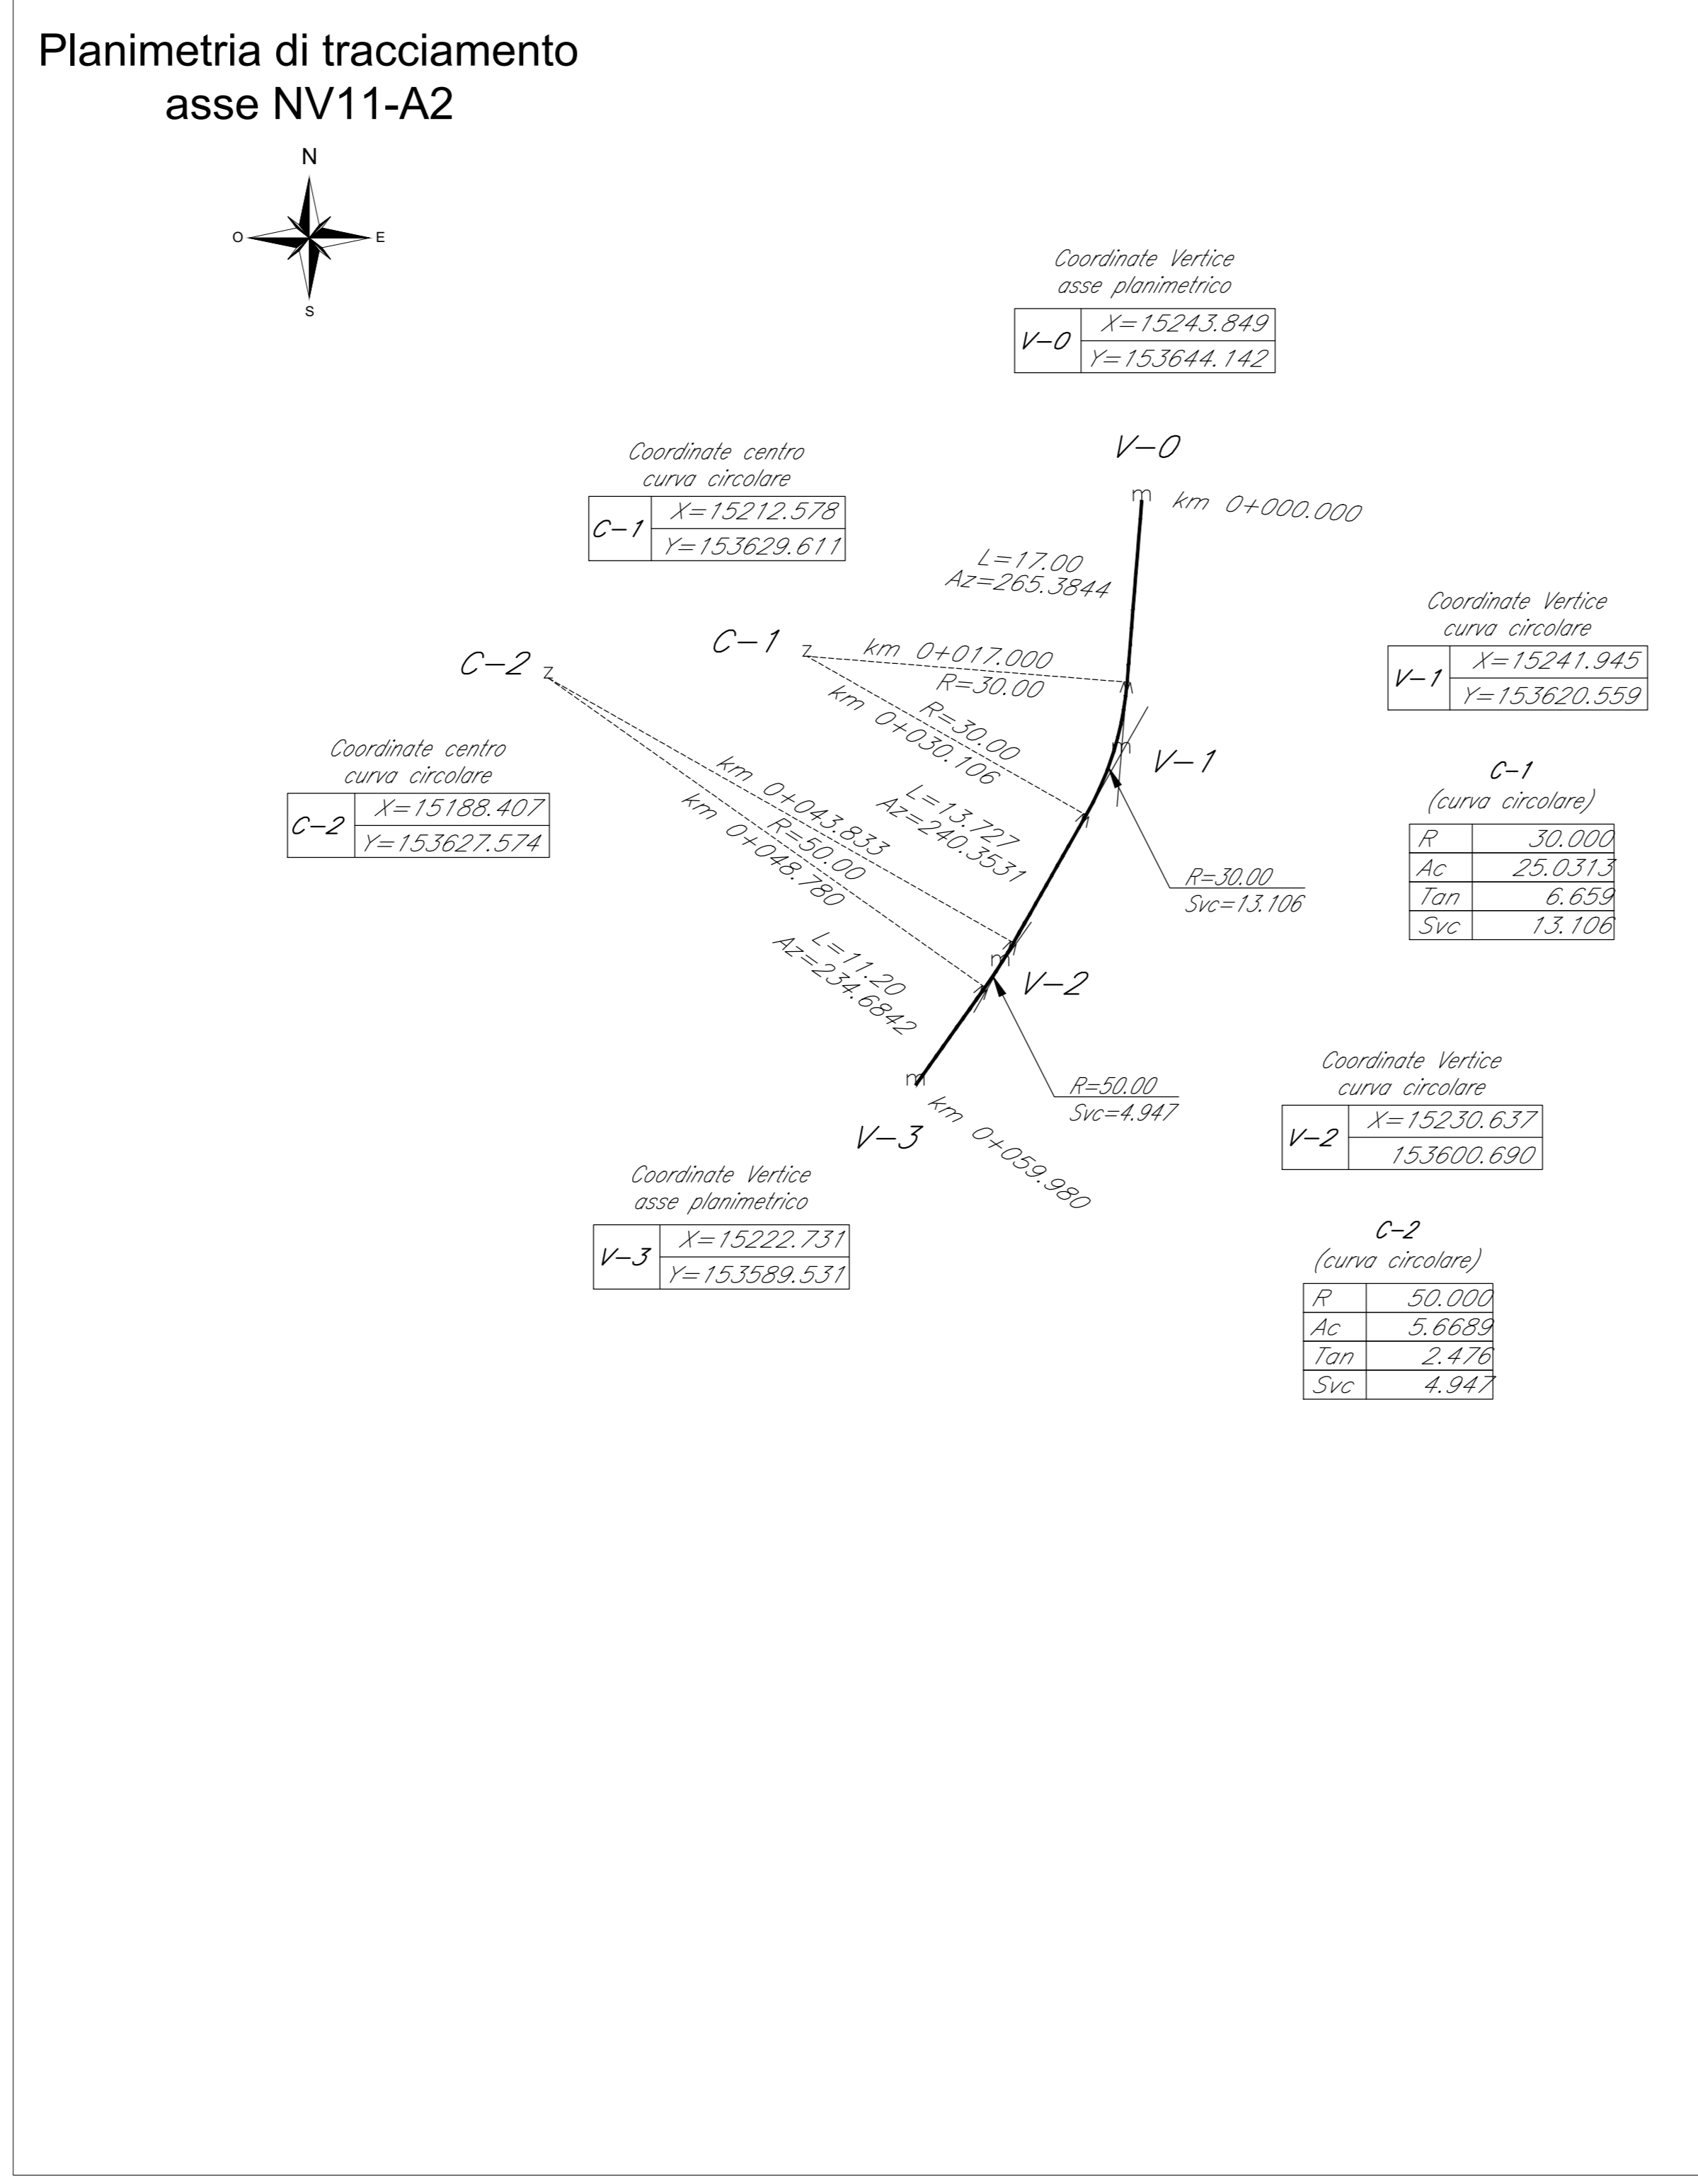 Planimetria di tracciamento
asse NV11-A2
N
O
E
S
Coordinate Vertice
asse planimetrico
V-0
X=15243.849
Y=153644.142
V-0
m
km 0+000.000
Coordinate centro
curva circolare
C-1
X=15212.578
Y=153629.611
L=17.00
Az=265.3844
Coordinate Vertice
curva circolare
V-1
X=15241.945
Y=153620.559
C-1
z
km 0+017.000
R=30.00
C-2
z
R=30.00
km 0+030.106
m
V-1
Coordinate centro
curva circolare
C-2
X=15188.407
Y=153627.574
km 0+043.833
R=50.00
km 0+048.780
L=13.727
Az=240.3531
C-1
(curva circolare)
R 30.000
Ac 25.0313
Tan 6.659
Svc 13.106
R=30.00
Svc=13.106
L=11.20
Az=234.6842
m
V-2
m
km 0+059.980
V-3
R=50.00
Svc=4.947
Coordinate Vertice
curva circolare
V-2
X=15230.637
153600.690
Coordinate Vertice
asse planimetrico
V-3
X=15222.731
Y=153589.531
C-2
(curva circolare)
R 50.000
Ac 5.6689
Tan 2.476
Svc 4.947